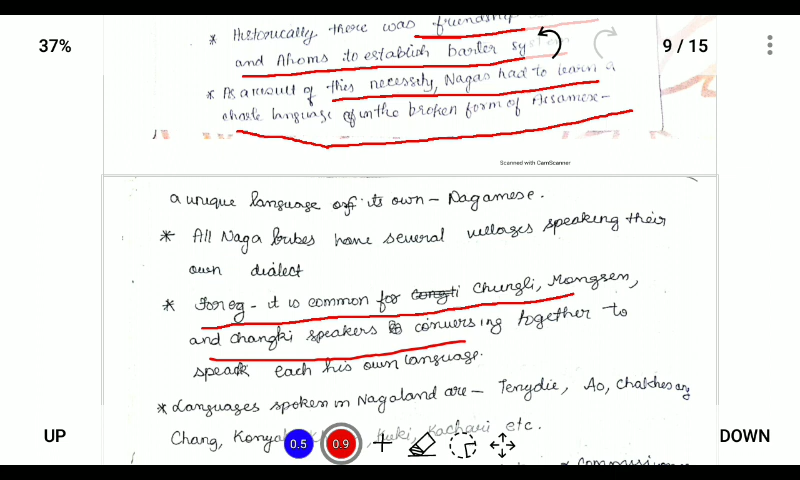 37%
9 / 15
* Historically there was friendship
and Ahoms to establish barter system
* As a result of this necessity, Nagas had to learn a
language the broken form of Assamese -
Scanned with CamScanner
a unique language of its own - Nagamese.
* All Naga tribes have several villages speaking their
own dialect
* For eg - it is common for Chungli, Mongsen,
and Changki speakers conversing together to
speak each his own language.
* Languages spoken in Nagaland are - Tenydie, Ao, Chakhesang
Chang, Konyak, Kuki, Kachari etc.
UP
0.5
0.9
DOWN